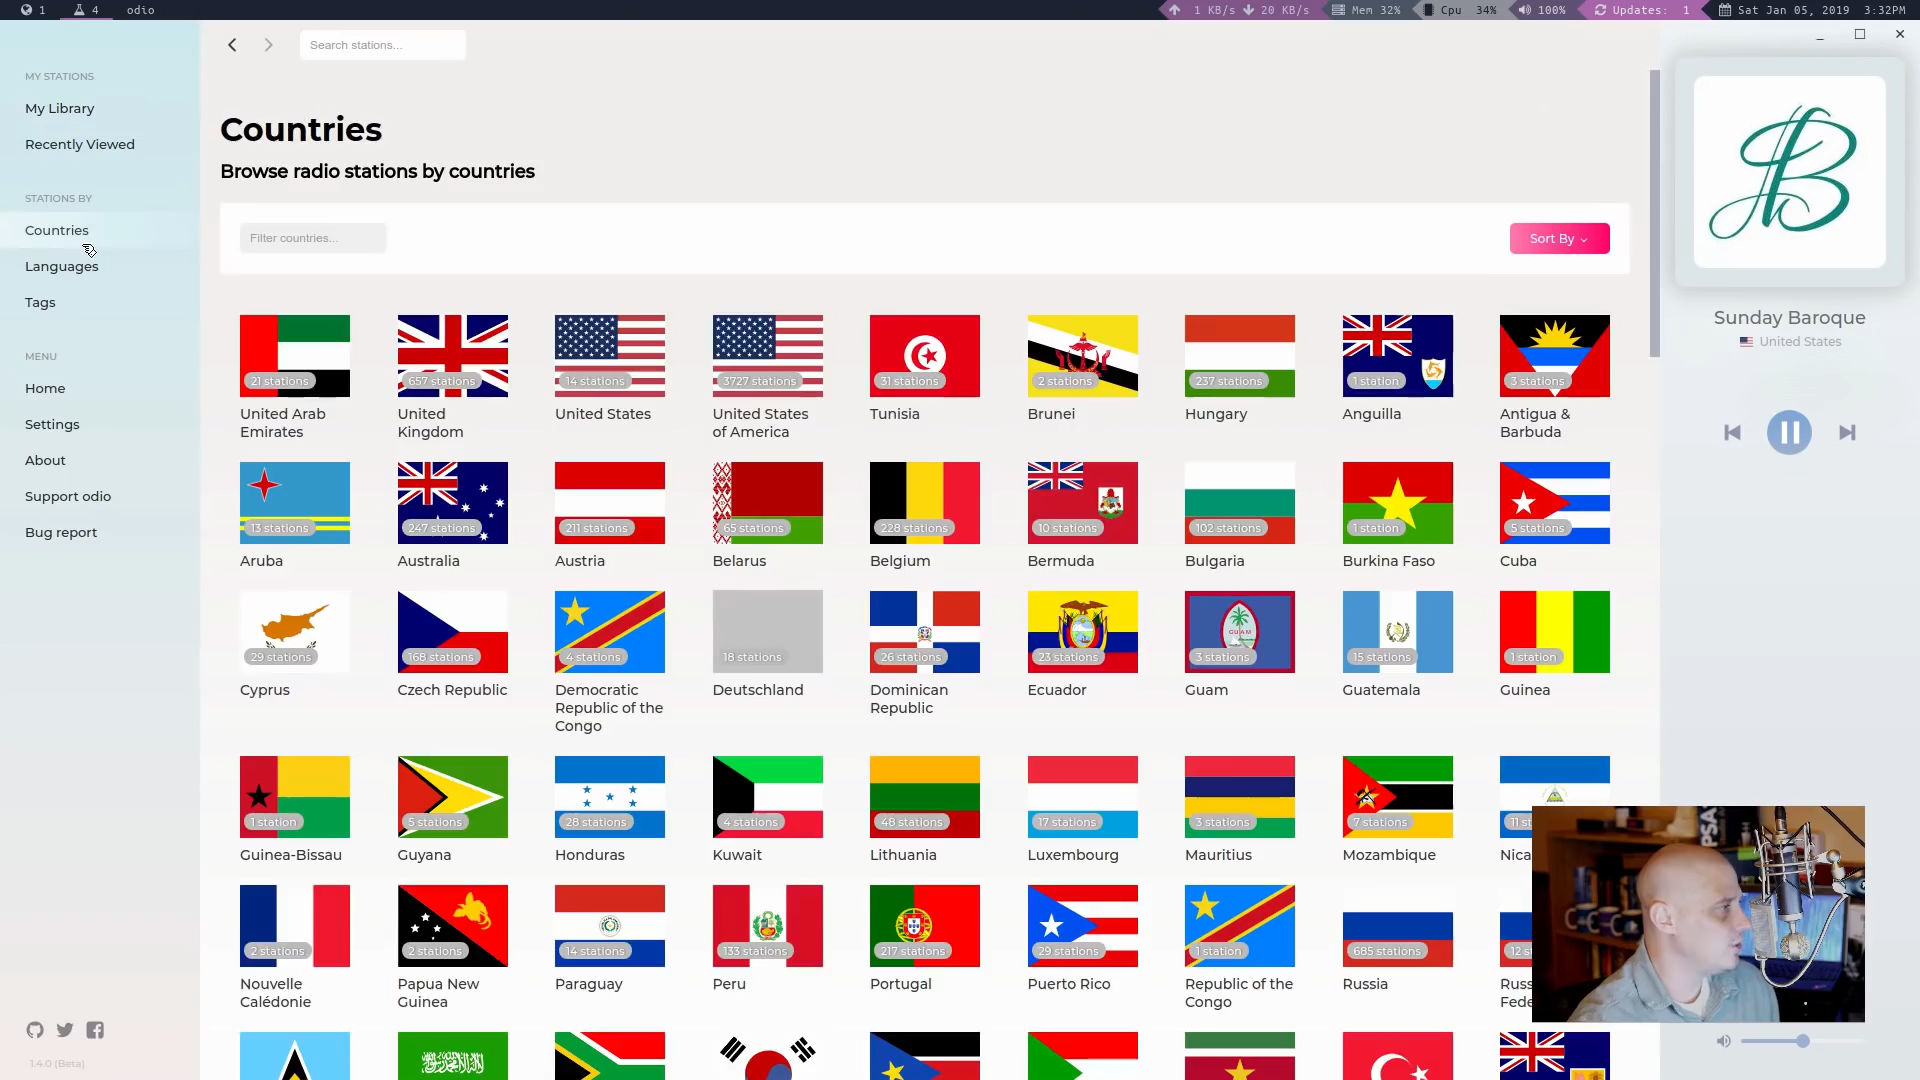 1 4 odio 1 KB/s 20 KB/s Mem 32% Cpu 34% 100% Updates: 1 Sat Jan 05, 2019 3:32PM
Search stations...
MY STATIONS
My Library
Recently Viewed
STATIONS BY
Countries
Languages
Tags
MENU
Home
Settings
About
Support odio
Bug report
1.4.0 (Beta)
Countries
Browse radio stations by countries
Filter countries...
Sort By
21 stations
United Arab
Emirates
657 stations
United
Kingdom
14 stations
United States
3727 stations
United States
of America
31 stations
Tunisia
2 stations
Brunei
237 stations
Hungary
1 station
Anguilla
3 stations
Antigua &
Barbuda
13 stations
Aruba
247 stations
Australia
211 stations
Austria
65 stations
Belarus
228 stations
Belgium
10 stations
Bermuda
102 stations
Bulgaria
1 station
Burkina Faso
5 stations
Cuba
29 stations
Cyprus
168 stations
Czech Republic
4 stations
Democratic
Republic of the
Congo
18 stations
Deutschland
26 stations
Dominican
Republic
23 stations
Ecuador
GUAM
3 stations
Guam
15 stations
Guatemala
1 station
Guinea
1 station
Guinea-Bissau
5 stations
Guyana
28 stations
Honduras
4 stations
Kuwait
48 stations
Lithuania
17 stations
Luxembourg
3 stations
Mauritius
7 stations
Mozambique
11 st
Nica
2 stations
Nouvelle
Calédonie
2 stations
Papua New
Guinea
14 stations
Paraguay
133 stations
Peru
217 stations
Portugal
29 stations
Puerto Rico
1 station
Republic of the
Congo
685 stations
Russia
12 st
Russ
Fede
B
Sunday Baroque
United States